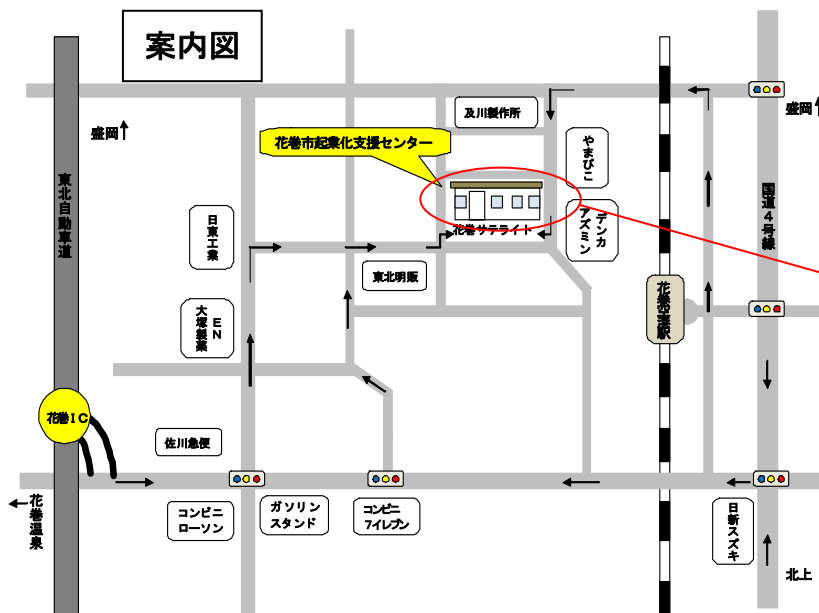 案内図
盛岡
東北自動車道
花巻市起業化支援センター
及川製作所
やまびこ
デンカ
アズミン
花巻サテライト
日東工業
東北明販
EN
大塚製薬
花巻空港駅
盛岡
国道4号線
花巻IC
佐川急便
花巻温泉
コンビニ
ローソン
ガソリン
スタンド
コンビニ
7イレブン
日新スズキ
北上